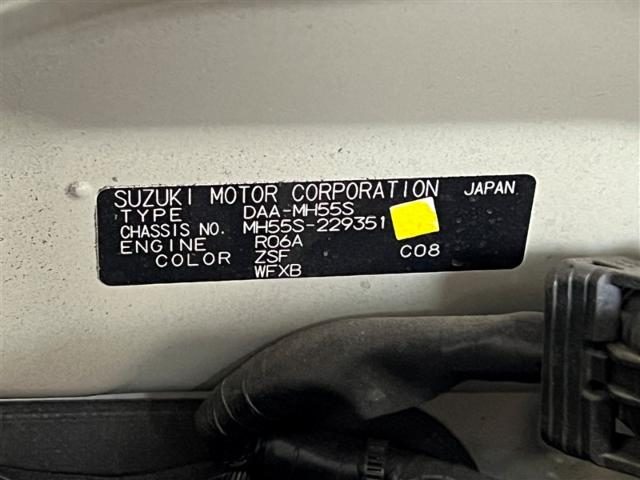 SUZUKI MOTOR CORPORATION JAPAN
TYPE DAA-MH55S
CHASSIS NO. MH55S-229351
ENGINE R06A
COLOR ZSF C08
WFXB